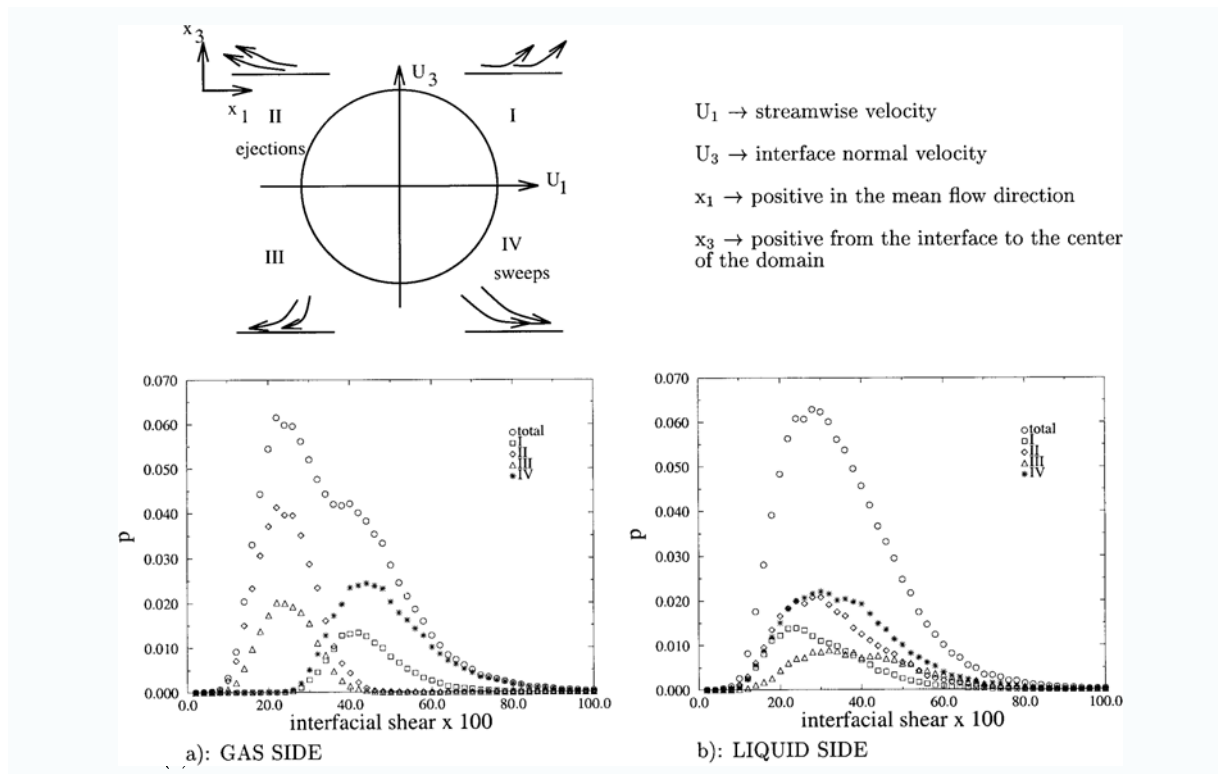 x3
U3
x1
II
I
ejections
U1
III
IV
sweeps
U1 → streamwise velocity
U3 → interface normal velocity
x1 → positive in the mean flow direction
x3 → positive from the interface to the center
of the domain
0.070
0.060
0.050
0.040
0.030
0.020
0.010
0.000
p
total
I
II
III
IV
0.0
20.0
40.0
60.0
80.0
100.0
interfacial shear x 100
a): GAS SIDE
0.070
0.060
0.050
0.040
0.030
0.020
0.010
0.000
p
total
I
II
III
IV
0.0
20.0
40.0
60.0
80.0
100.0
interfacial shear x 100
b): LIQUID SIDE